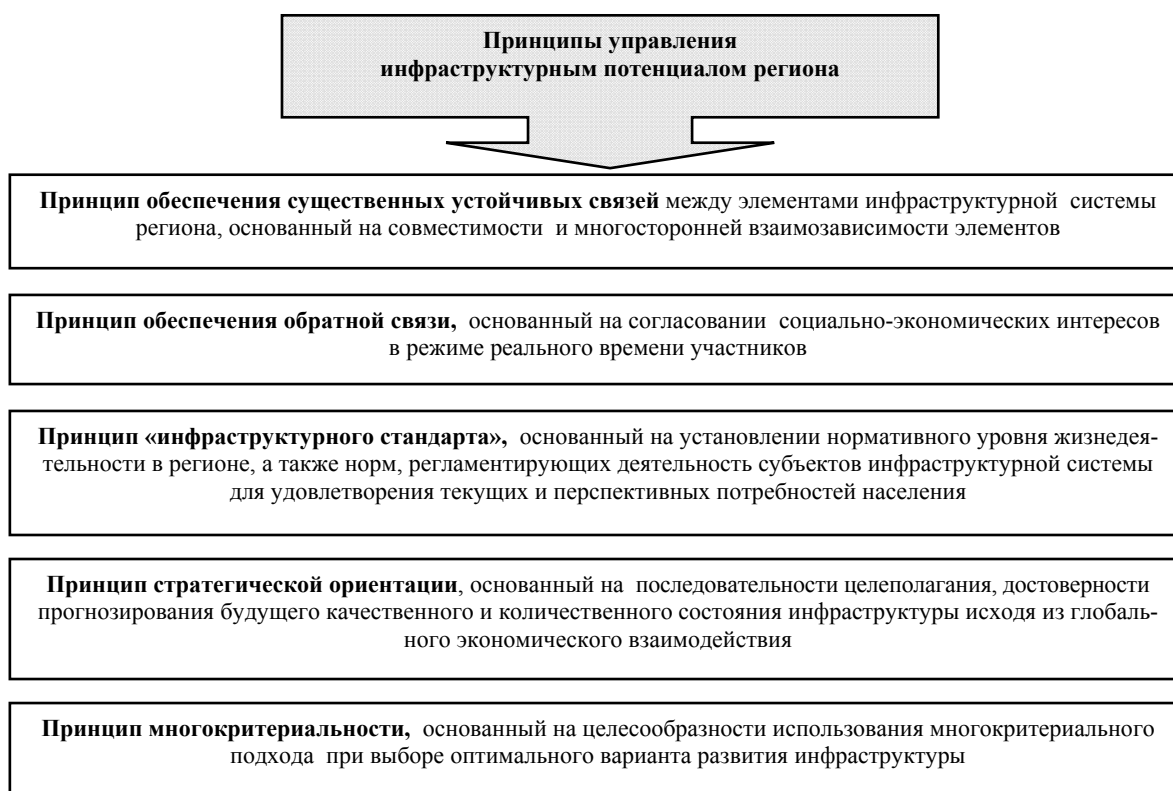 Принципы управления
инфраструктурным потенциалом региона
Принцип обеспечения существенных устойчивых связей между элементами инфраструктурной системы
региона, основанный на совместимости и многосторонней взаимозависимости элементов
Принцип обеспечения обратной связи, основанный на согласовании социально-экономических интересов
в режиме реального времени участников
Принцип «инфраструктурного стандарта», основанный на установлении нормативного уровня жизнедея-
тельности в регионе, а также норм, регламентирующих деятельность субъектов инфраструктурной системы
для удовлетворения текущих и перспективных потребностей населения
Принцип стратегической ориентации, основанный на последовательности целеполагания, достоверности
прогнозирования будущего качественного и количественного состояния инфраструктуры исходя из глобаль-
ного экономического взаимодействия
Принцип многокритериальности, основанный на целесообразности использования многокритериального
подхода при выборе оптимального варианта развития инфраструктуры